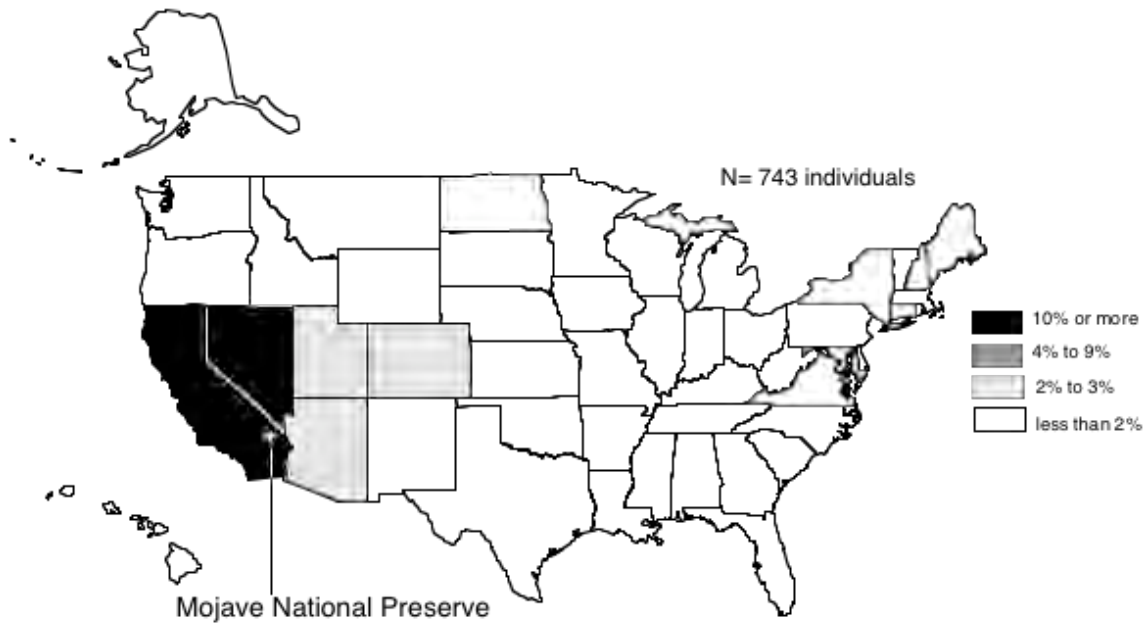 N= 743 individuals
10% or more
4% to 9%
2% to 3%
less than 2%
Mojave National Preserve